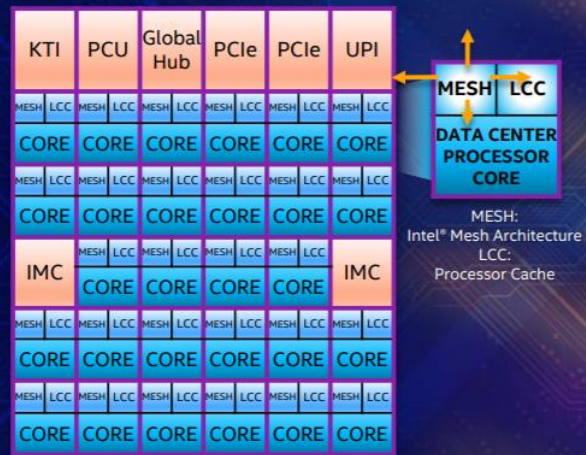 KTI PCU Global Hub PCIe PCIe UPI
MESH LCC MESH LCC MESH LCC MESH LCC MESH LCC MESH LCC
CORE CORE CORE CORE CORE CORE
MESH LCC MESH LCC MESH LCC MESH LCC MESH LCC MESH LCC
CORE CORE CORE CORE CORE CORE
IMC MESH LCC MESH LCC MESH LCC MESH LCC IMC
CORE CORE CORE CORE
MESH LCC MESH LCC MESH LCC MESH LCC MESH LCC MESH LCC
CORE CORE CORE CORE CORE CORE
MESH LCC MESH LCC MESH LCC MESH LCC MESH LCC MESH LCC
CORE CORE CORE CORE CORE CORE
MESH LCC
DATA CENTER
PROCESSOR
CORE
MESH:
Intel® Mesh Architecture
LCC:
Processor Cache